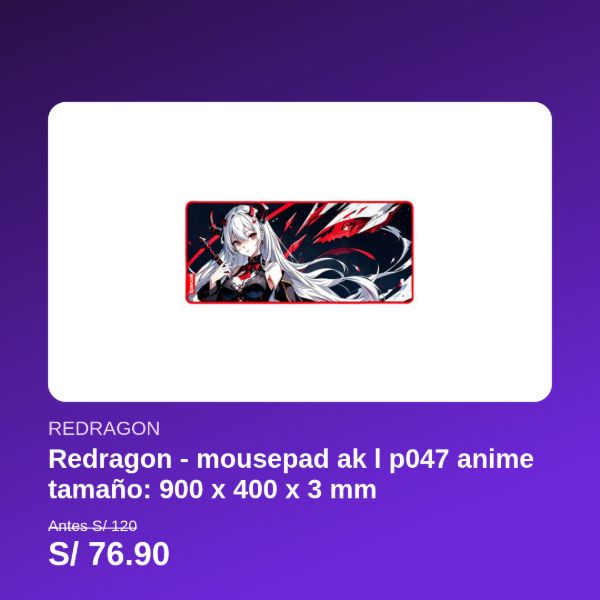 REDRAGON
Redragon - mousepad ak l p047 anime
tamaño: 900 x 400 x 3 mm
Antes S/ 120
S/ 76.90